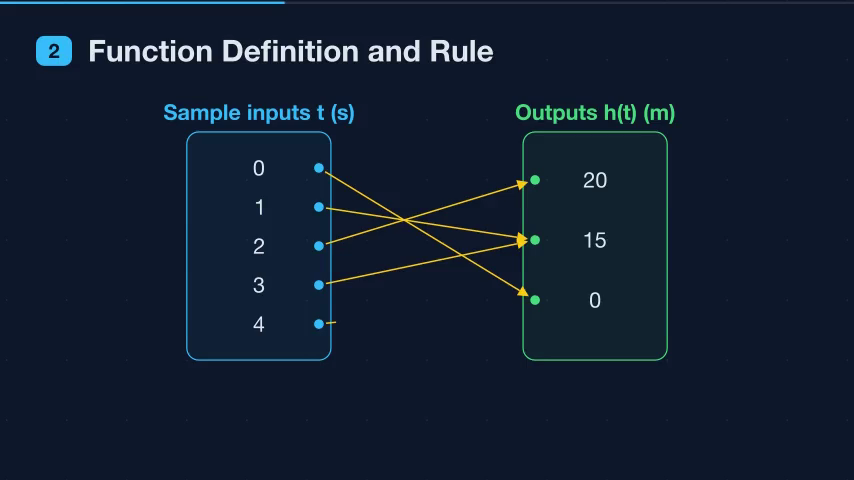 2 Function Definition and Rule
Sample inputs t (s)
0
1
2
3
4
Outputs h(t) (m)
20
15
0